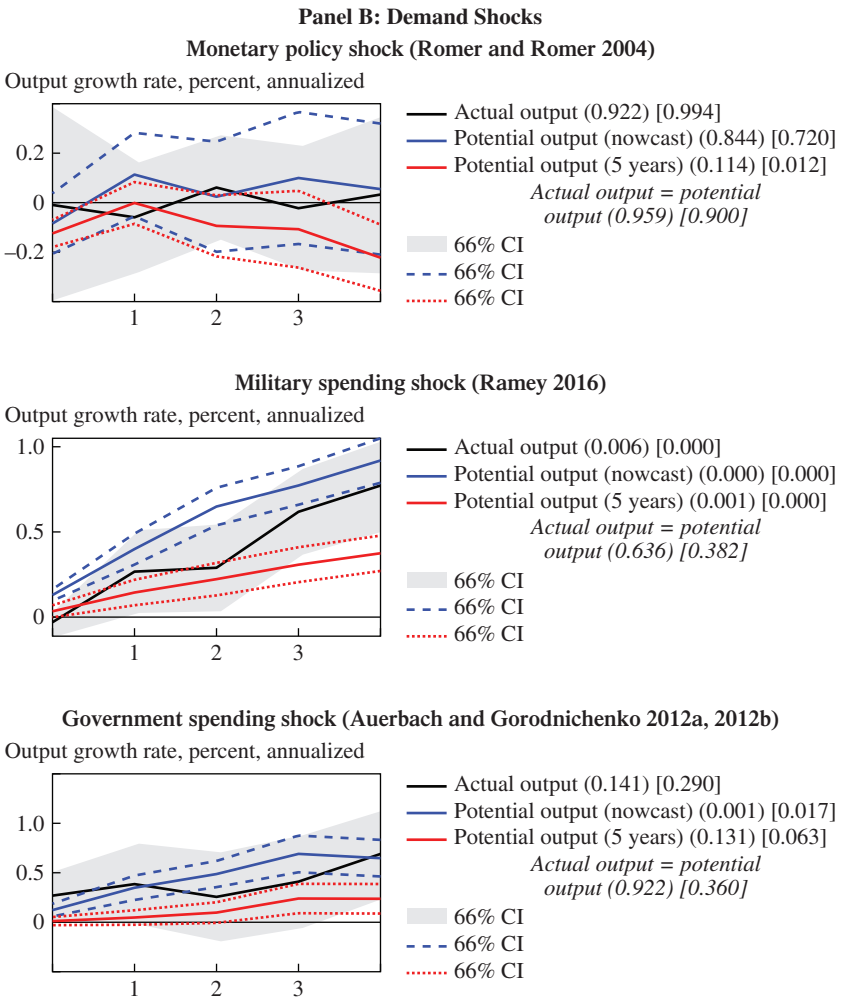 Panel B: Demand Shocks
Monetary policy shock (Romer and Romer 2004)
Output growth rate, percent, annualized
0.2
0
–0.2
1 2 3
Actual output (0.922) [0.994]
Potential output (nowcast) (0.844) [0.720]
Potential output (5 years) (0.114) [0.012]
Actual output = potential
output (0.959) [0.900]
66% CI
66% CI
66% CI
Military spending shock (Ramey 2016)
Output growth rate, percent, annualized
1.0
0.5
0
1 2 3
Actual output (0.006) [0.000]
Potential output (nowcast) (0.000) [0.000]
Potential output (5 years) (0.001) [0.000]
Actual output = potential
output (0.636) [0.382]
66% CI
66% CI
66% CI
Government spending shock (Auerbach and Gorodnichenko 2012a, 2012b)
Output growth rate, percent, annualized
1.0
0.5
0
1 2 3
Actual output (0.141) [0.290]
Potential output (nowcast) (0.001) [0.017]
Potential output (5 years) (0.131) [0.063]
Actual output = potential
output (0.922) [0.360]
66% CI
66% CI
66% CI